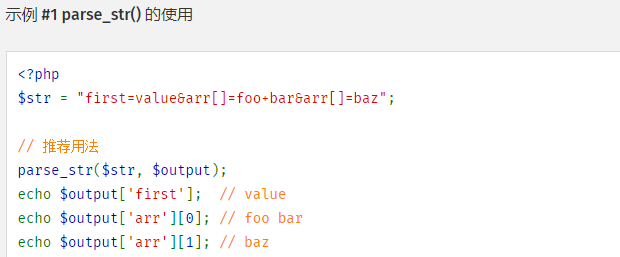 示例 #1 parse_str() 的使用
<?php
$str = "first=value&arr[]=foo+bar&arr[]=baz";
// 推荐用法
parse_str($str, $output);
echo $output['first'];  // value
echo $output['arr'][0]; // foo bar
echo $output['arr'][1]; // baz